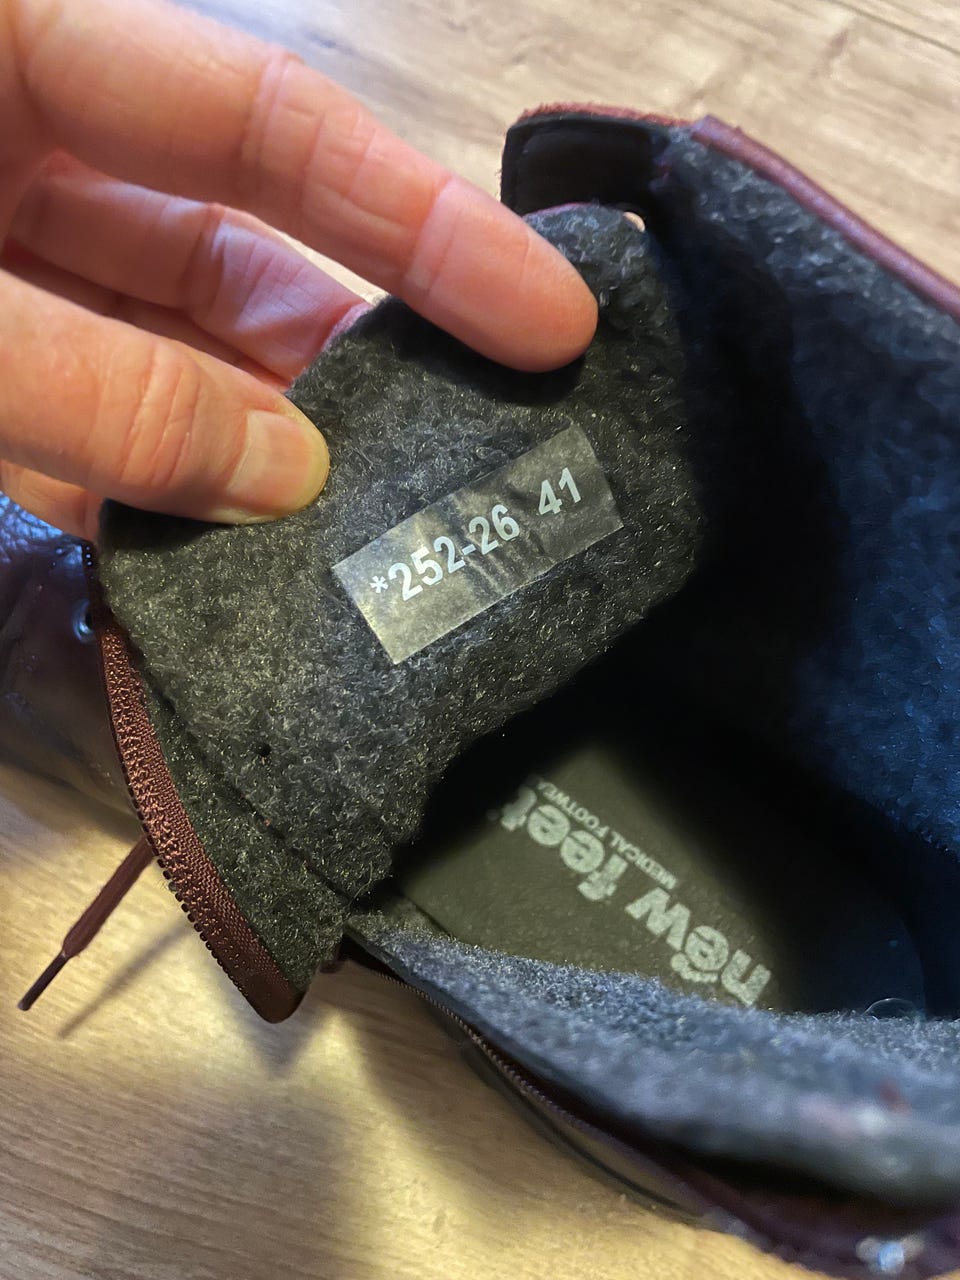 *252-26 41
new feet
MEDICAL FOOTWEAR